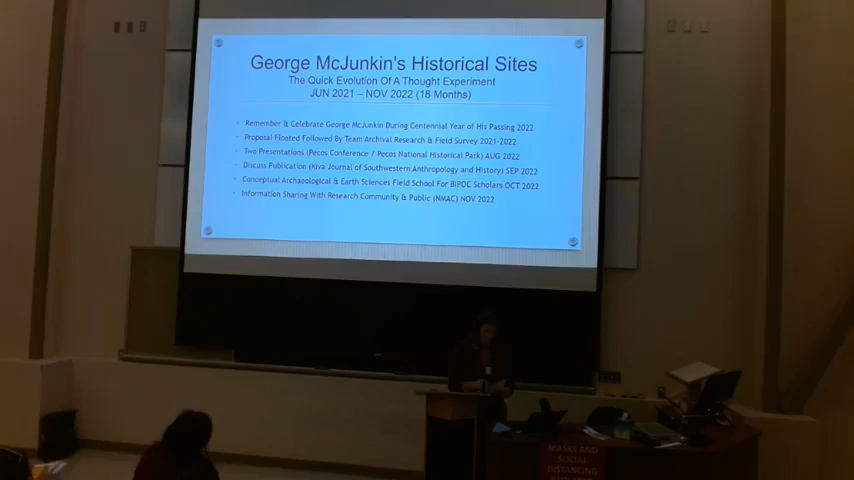 George McJunkin's Historical Sites
The Quick Evolution Of A Thought Experiment
JUN 2021 – NOV 2022 (18 Months)
Remember & Celebrate George McJunkin During Centennial Year of His Passing 2022
Proposal Floated Followed By Team Archival Research & Field Survey 2021-2022
Two Presentations (Pecos Conference / Pecos National Historical Park) AUG 2022
Discuss Publication (Kiva Journal of Southwestern Anthropology and History) SEP 2022
Conceptual Archaeological & Earth Sciences Field School For BIPOC Scholars OCT 2022
Information Sharing With Research Community & Public (NMAC) NOV 2022
MASKS AND
SOCIAL
DISTANCING